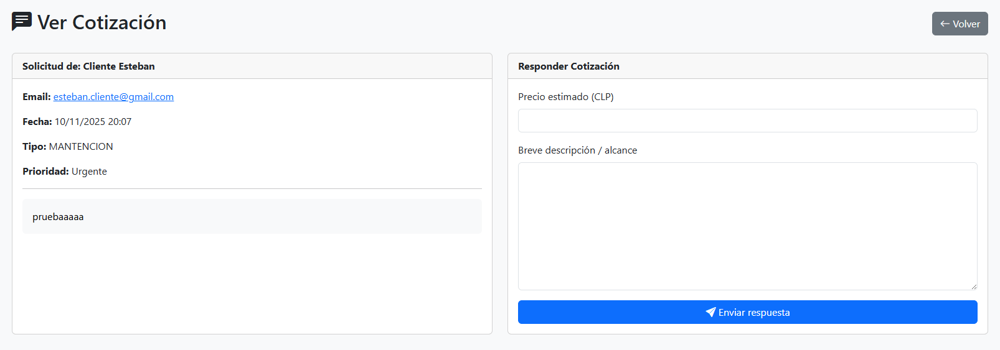 Ver Cotización
Volver
Solicitud de: Cliente Esteban
Email: esteban.cliente@gmail.com
Fecha: 10/11/2025 20:07
Tipo: MANTENCION
Prioridad: Urgente
pruebaaaaa
Responder Cotización
Precio estimado (CLP)
Breve descripción / alcance
Enviar respuesta